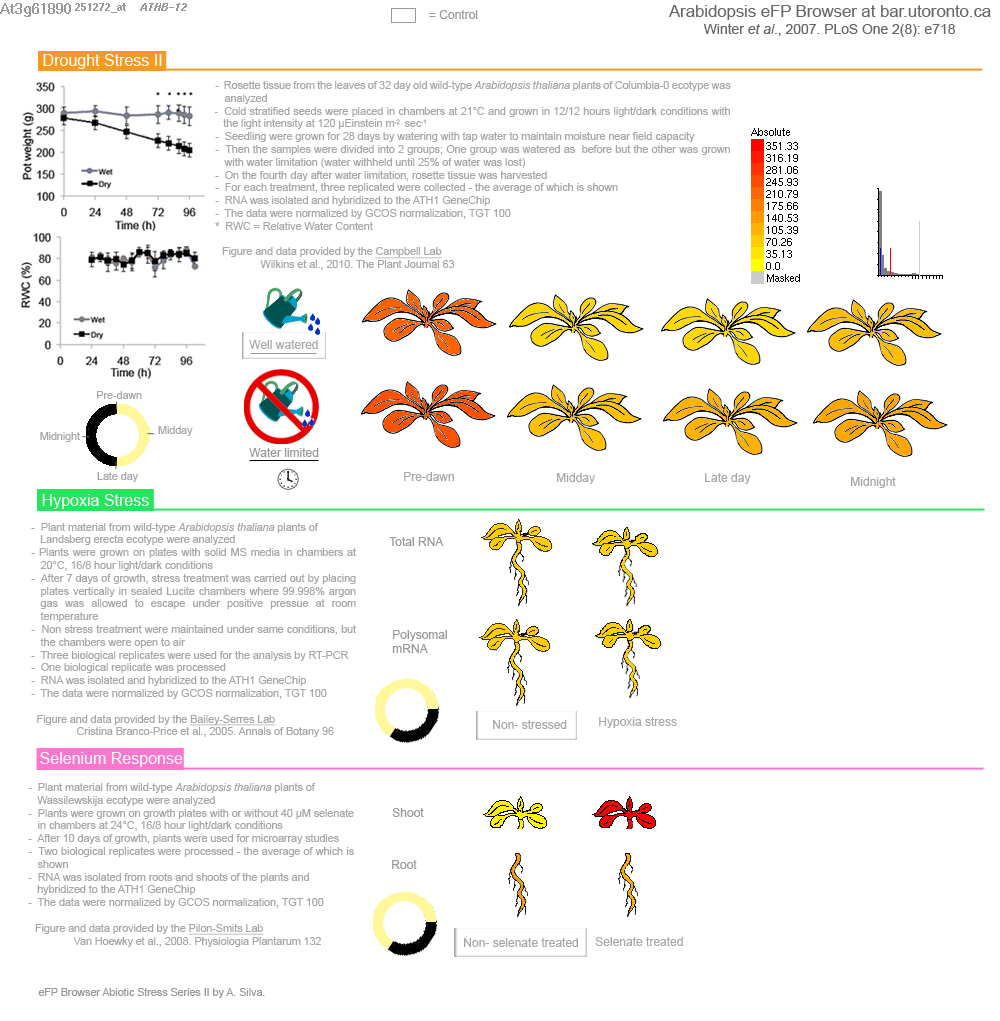 At3g61890 251272_at ATHB-12
= Control
Arabidopsis eFP Browser at bar.utoronto.ca
Winter et al., 2007. PLoS One 2(8): e718
Drought Stress II
350
300
250
200
150
100
Pot weight (g)
Wet
Dry
* * * * *
0 24 48 72 96
Time (h)
- Rosette tissue from the leaves of 32 day old wild-type Arabidopsis thaliana plants of Columbia-0 ecotype was
analyzed
- Cold stratified seeds were placed in chambers at 21°C and grown in 12/12 hours light/dark conditions with
the light intensity at 120 µEinstein m-2 sec-1
- Seedling were grown for 28 days by watering with tap water to maintain moisture near field capacity
- Then the samples were divided into 2 groups; One group was watered as before but the other was grown
with water limitation (water withheld until 25% of water was lost)
- On the fourth day after water limitation, rosette tissue was harvested
- For each treatment, three replicated were collected - the average of which is shown
- RNA was isolated and hybridized to the ATH1 GeneChip
- The data were normalized by GCOS normalization, TGT 100
* RWC = Relative Water Content
Figure and data provided by the Campbell Lab
Wilkins et al., 2010. The Plant Journal 63
Absolute
351.33
316.19
281.06
245.93
210.79
175.66
140.53
105.39
70.26
35.13
0.0
Masked
100
80
60
40
20
0
RWC (%)
Wet
Dry
0 24 48 72 96
Time (h)
Well watered
Water limited
Pre-dawn
Midnight
Midday
Late day
Pre-dawn
Midday
Late day
Midnight
Hypoxia Stress
- Plant material from wild-type Arabidopsis thaliana plants of
Landsberg erecta ecotype were analyzed
- Plants were grown on plates with solid MS media in chambers at
20°C, 16/8 hour light/dark conditions
- After 7 days of growth, stress treatment was carried out by placing
plates vertically in sealed Lucite chambers where 99.998% argon
gas was allowed to escape under positive pressue at room
temperature
- Non stress treatment were maintained under same conditions, but
the chambers were open to air
- Three biological replicates were used for the analysis by RT-PCR
- One biological replicate was processed
- RNA was isolated and hybridized to the ATH1 GeneChip
- The data were normalized by GCOS normalization, TGT 100
Figure and data provided by the Bailey-Serres Lab
Cristina Branco-Price et al., 2005. Annals of Botany 96
Total RNA
Polysomal
mRNA
Non- stressed
Hypoxia stress
Selenium Response
- Plant material from wild-type Arabidopsis thaliana plants of
Wassilewskija ecotype were analyzed
- Plants were grown on growth plates with or without 40 µM selenate
in chambers at 24°C, 16/8 hour light/dark conditions
- After 10 days of growth, plants were used for microarray studies
- Two biological replicates were processed - the average of which is
shown
- RNA was isolated from roots and shoots of the plants and
hybridized to the ATH1 GeneChip
- The data were normalized by GCOS normalization, TGT 100
Figure and data provided by the Pilon-Smits Lab
Van Hoewky et al., 2008. Physiologia Plantarum 132
Shoot
Root
Non- selenate treated
Selenate treated
eFP Browser Abiotic Stress Series II by A. Silva.